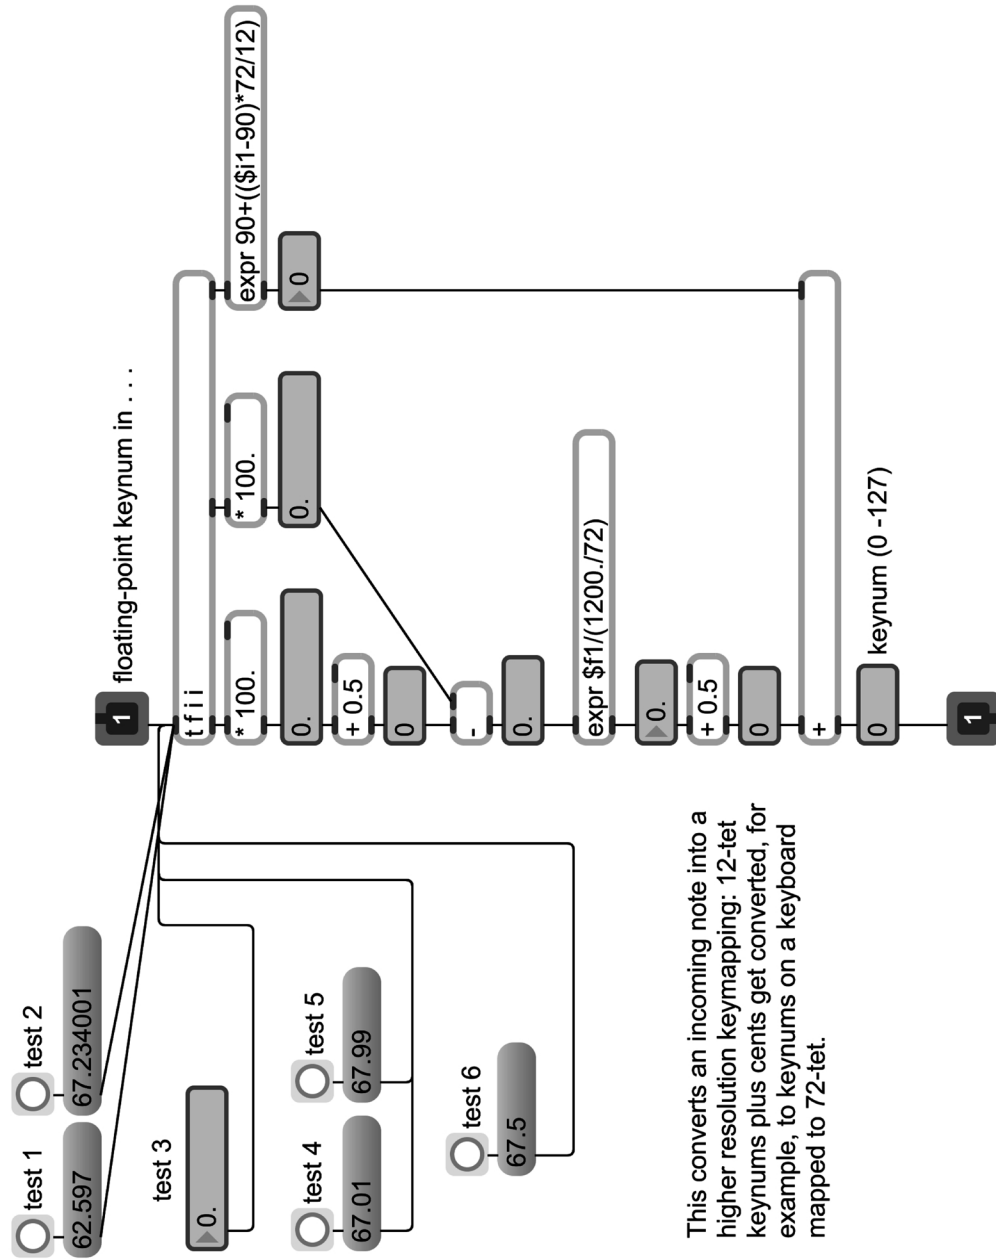 test 1
62.597
test 2
67.234001
test 3
0.
test 4
67.01
test 5
67.99
test 6
67.5
1
floating-point keynum in . . .
t f i i
* 100.
* 100.
expr 90+(($i1-90)*72/12)
0.
0.
0
+ 0.5
0
-
0.
expr $f1/(1200./72)
0.
+ 0.5
0
+
0
keynum (0 -127)
1
This converts an incoming note into a
higher resolution keymapping: 12-tet
keynums plus cents get converted, for
example, to keynums on a keyboard
mapped to 72-tet.